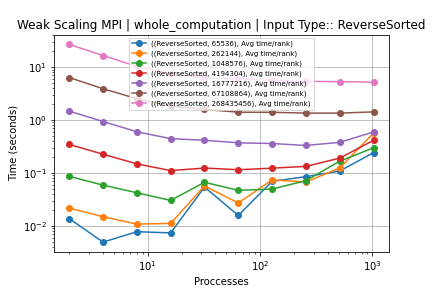 Weak Scaling MPI | whole_computation | Input Type:: ReverseSorted
((ReverseSorted, 65536), Avg time/rank)
((ReverseSorted, 262144), Avg time/rank)
((ReverseSorted, 1048576), Avg time/rank)
((ReverseSorted, 4194304), Avg time/rank)
((ReverseSorted, 16777216), Avg time/rank)
((ReverseSorted, 67108864), Avg time/rank)
((ReverseSorted, 268435456), Avg time/rank)
Time (seconds)
10¹
10⁰
10⁻¹
10⁻²
10¹ 10² 10³
Proccesses